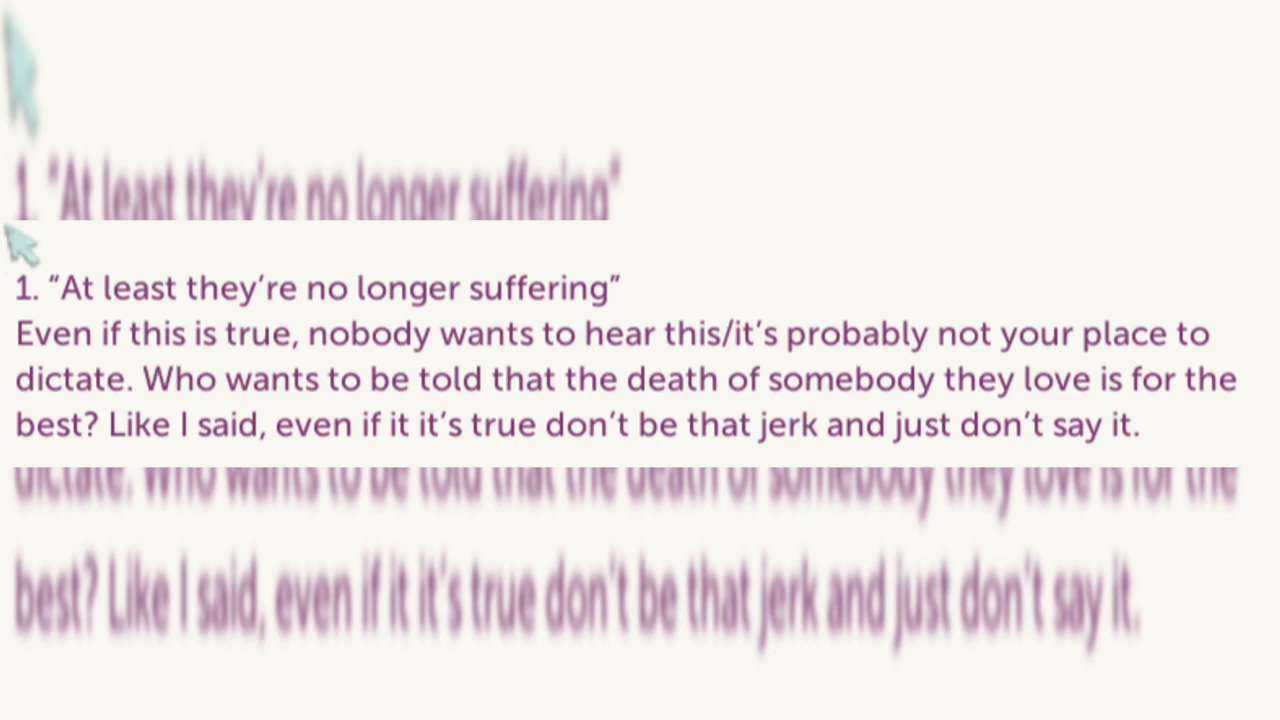 1. “At least they’re no longer suffering”
1. “At least they’re no longer suffering”
Even if this is true, nobody wants to hear this/it’s probably not your place to
dictate. Who wants to be told that the death of somebody they love is for the
best? Like I said, even if it it’s true don’t be that jerk and just don’t say it.
dictate. Who wants to be told that the death of somebody they love is for the
best? Like I said, even if it it’s true don’t be that jerk and just don’t say it.